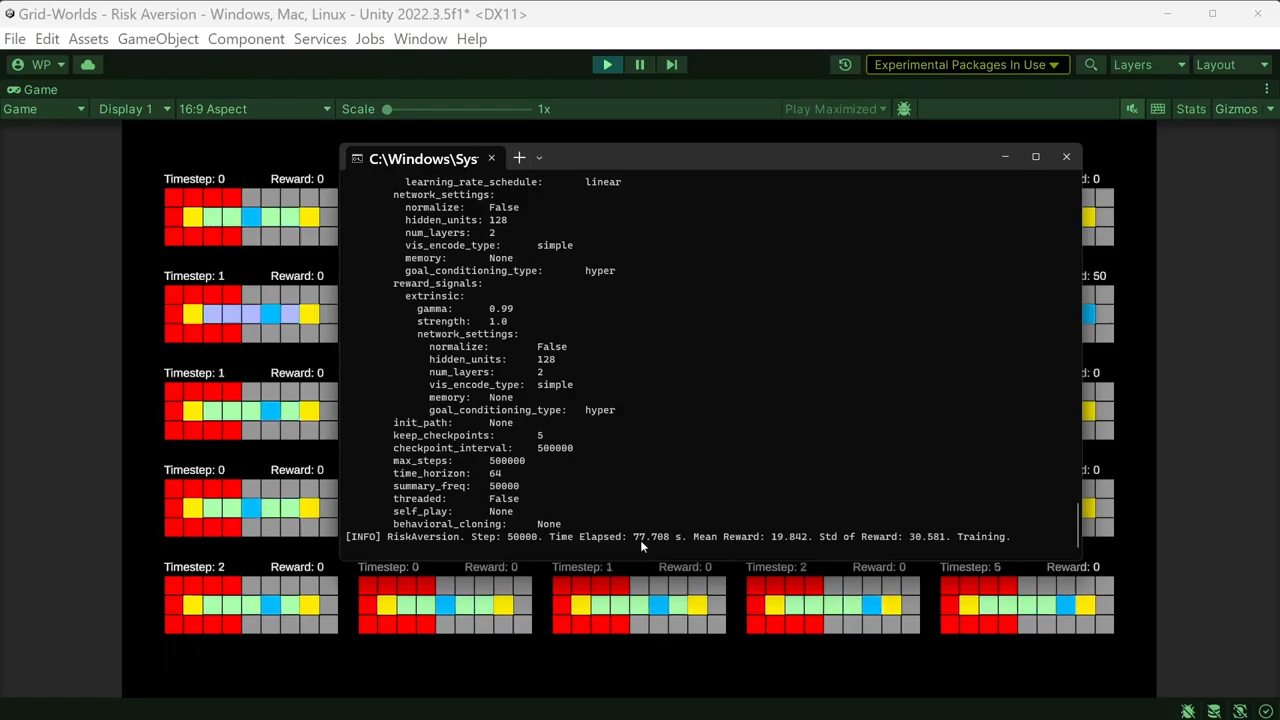 Grid-Worlds - Risk Aversion - Windows, Mac, Linux - Unity 2022.3.5f1* <DX11>
File Edit Assets GameObject Component Services Jobs Window Help
WP Experimental Packages In Use Layers Layout
Game
Game Display 1 16:9 Aspect Scale 1x Play Maximized Stats Gizmos
C:\Windows\Sys
Timestep: 0 Reward: 0 d: 0
learning_rate_schedule: linear
network_settings:
normalize: False
hidden_units: 128
num_layers: 2
vis_encode_type: simple
memory: None
goal_conditioning_type: hyper
Timestep: 1 Reward: 0 50
reward_signals:
extrinsic:
gamma: 0.99
strength: 1.0
network_settings:
normalize: False
hidden_units: 128
Timestep: 1 Reward: 0 d: 0
num_layers: 2
vis_encode_type: simple
memory: None
goal_conditioning_type: hyper
init_path: None
keep_checkpoints: 5
checkpoint_interval: 500000
max_steps: 500000
Timestep: 0 Reward: 0 d: 0
time_horizon: 64
summary_freq: 50000
threaded: False
self_play: None
behavioral_cloning: None
[INFO] RiskAversion. Step: 50000. Time Elapsed: 77.708 s. Mean Reward: 19.842. Std of Reward: 30.581. Training.
Timestep: 2 Reward: 0 Timestep: 0 Reward: 0 Timestep: 1 Reward: 0 Timestep: 2 Reward: 0 Timestep: 5 Reward: 0